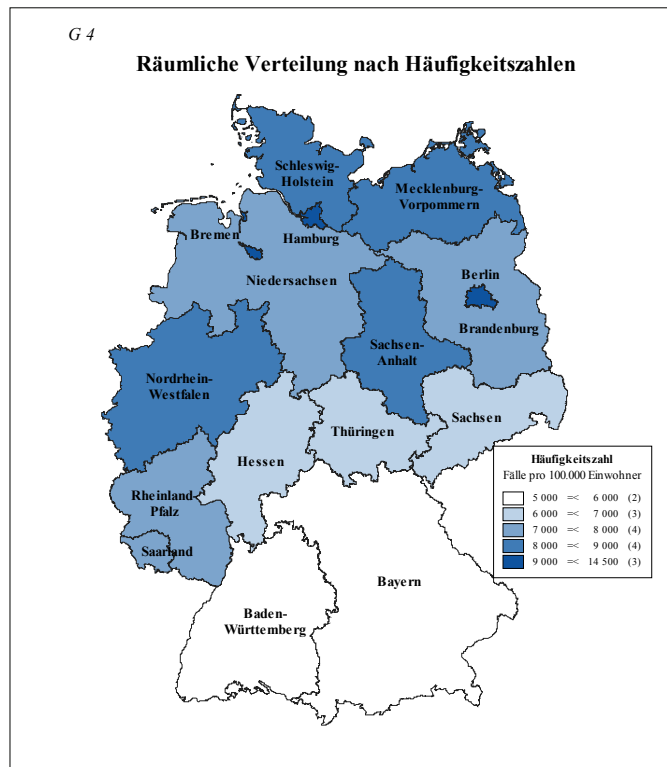 G 4
Räumliche Verteilung nach Häufigkeitszahlen
Schleswig-
Holstein
Mecklenburg-
Vorpommern
Bremen
Hamburg
Niedersachsen
Berlin
Brandenburg
Sachsen-
Anhalt
Nordrhein-
Westfalen
Sachsen
Thüringen
Hessen
Rheinland
Pfalz
Saarland
Bayern
Baden-
Württemberg
Häufigkeitszahl
Fälle pro 100.000 Einwohner
5 000 =< 6 000 (2)
6 000 =< 7 000 (3)
7 000 =< 8 000 (4)
8 000 =< 9 000 (4)
9 000 =< 14 500 (3)